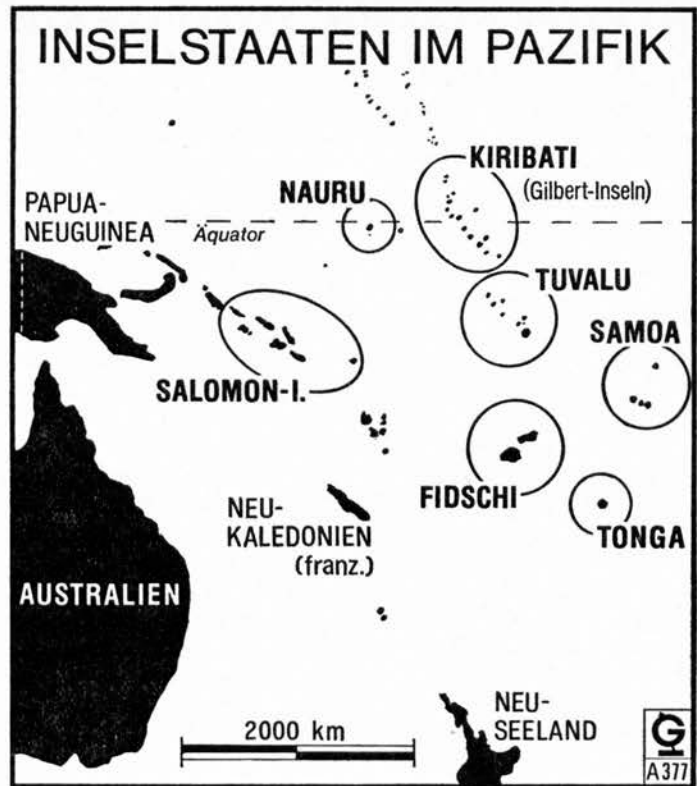 INSELSTAATEN IM PAZIFIK
KIRIBATI
(Gilbert-Inseln)
NAURU
PAPUA-
NEUGUINEA
Äquator
TUVALU
SAMOA
SALOMON-I.
FIDSCHI
NEU-
KALEDONIEN
(franz.)
TONGA
AUSTRALIEN
2000 km
NEU-
SEELAND
G
A 377